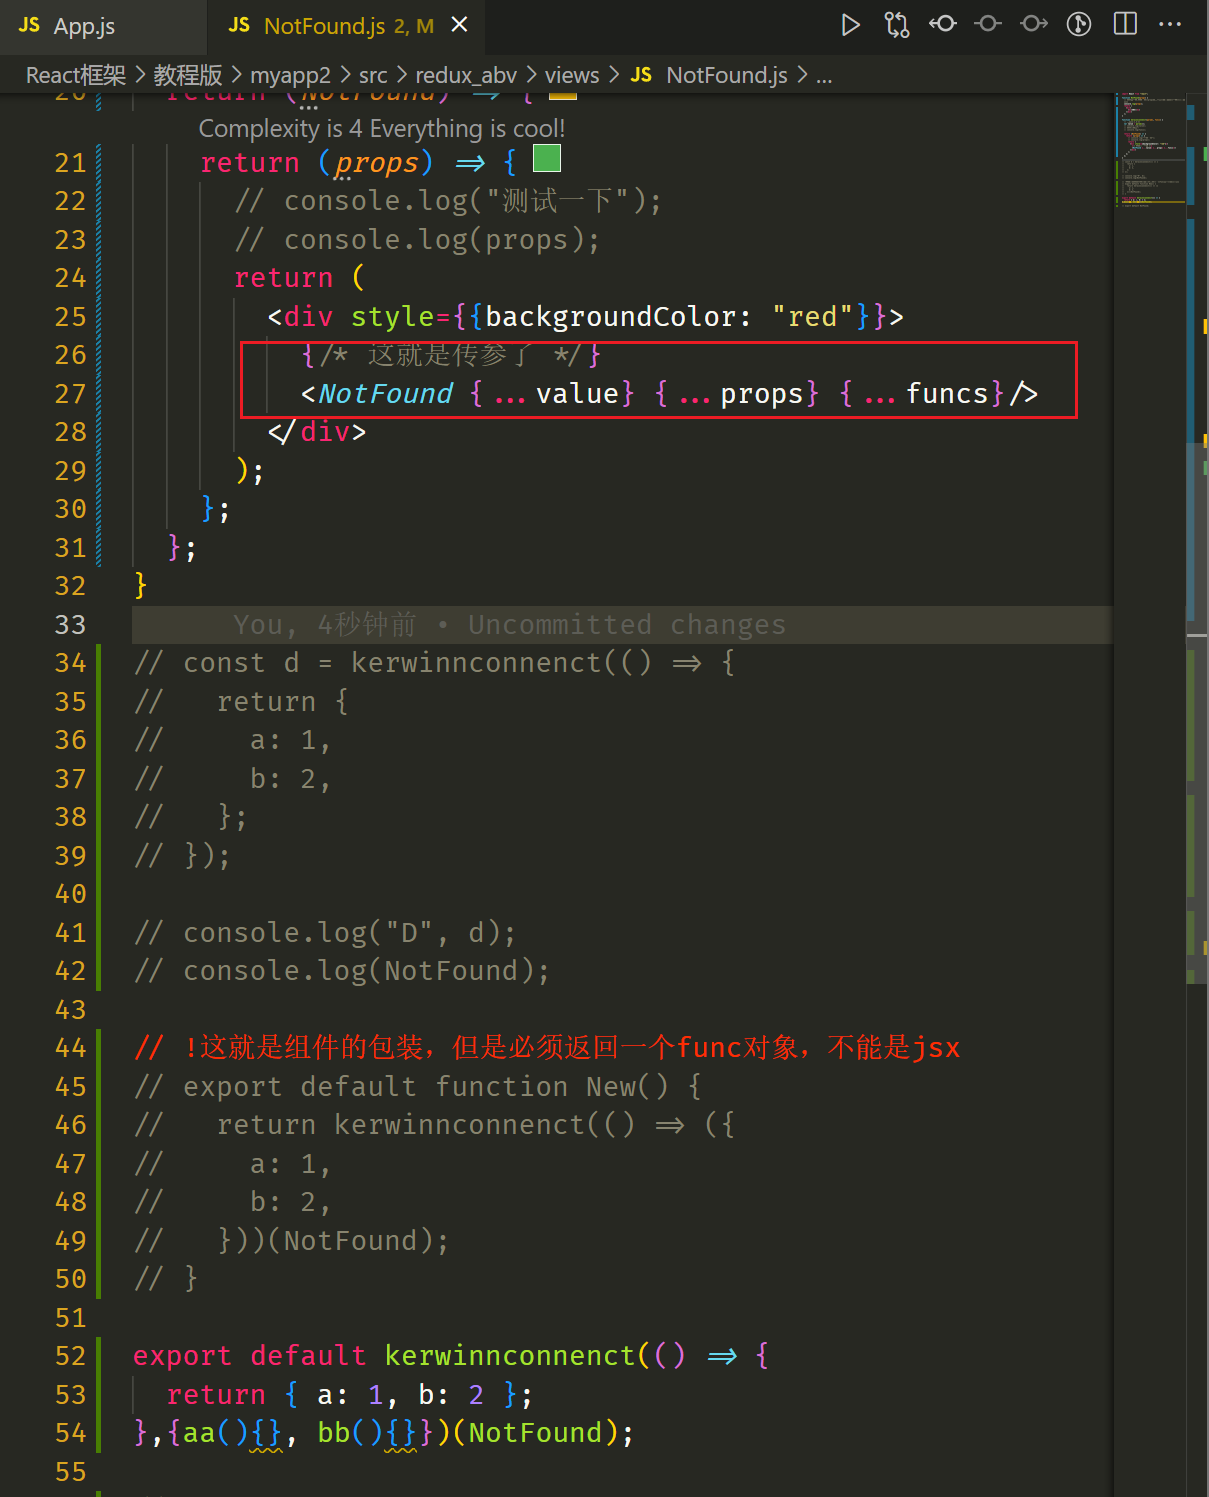 JS App.js
JS NotFound.js 2, M ×
React框架 > 教程版 > myapp2 > src > redux_abv > views > JS NotFound.js > ...
20 return (NotFound) => {
Complexity is 4 Everything is cool!
21 return (props) => {
22 // console.log("测试一下");
23 // console.log(props);
24 return (
25 <div style={{backgroundColor: "red"}}>
26 {/* 这就是传参了 */}
27 <NotFound {...value} {...props} {...funcs}/>
28 </div>
29 );
30 };
31 };
32 }
33 You, 4秒钟前 • Uncommitted changes
34 // const d = kerwinnconnenct(() => {
35 //   return {
36 //     a: 1,
37 //     b: 2,
38 //   };
39 // });
40
41 // console.log("D", d);
42 // console.log(NotFound);
43
44 // !这就是组件的包装，但是必须返回一个func对象，不能是jsx
45 // export default function New() {
46 //   return kerwinnconnenct(() => ({
47 //     a: 1,
48 //     b: 2,
49 //   }))(NotFound);
50 // }
51
52 export default kerwinnconnenct(() => {
53 return { a: 1, b: 2 };
54 },{aa(){}, bb(){}})(NotFound);
55